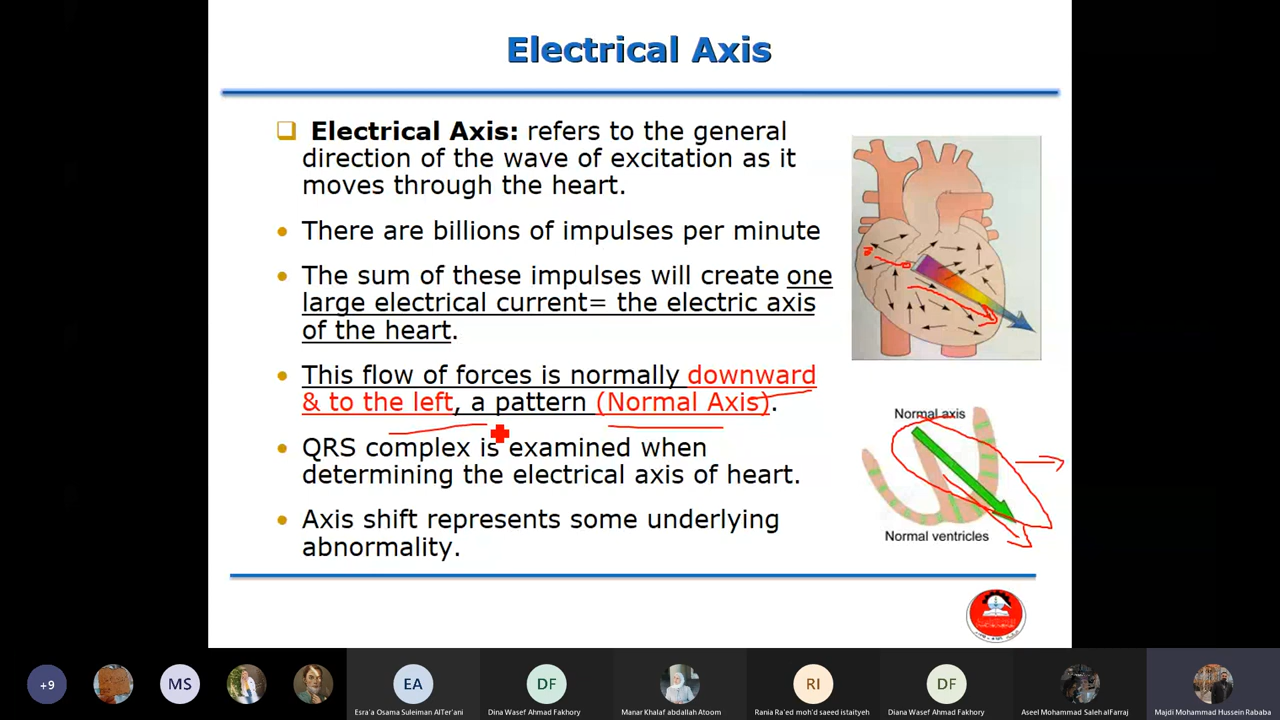 Electrical Axis
Electrical Axis: refers to the general
direction of the wave of excitation as it
moves through the heart.
There are billions of impulses per minute
The sum of these impulses will create one
large electrical current= the electric axis
of the heart.
This flow of forces is normally downward
& to the left, a pattern (Normal Axis).
QRS complex is examined when
determining the electrical axis of heart.
Axis shift represents some underlying
abnormality.
Normal axis
Normal ventricles
+9
MS
EA
Esra'a Osama Suleiman AlTer'ani
DF
Dina Wasef Ahmad Fakhory
Manar Khalaf abdallah Atoom
RI
Rania Ra'ed moh'd saeed istaityeh
DF
Diana Wasef Ahmad Fakhory
Aseel Mohammad Saleh alFarraj
Majdi Mohammad Hussein Rababa